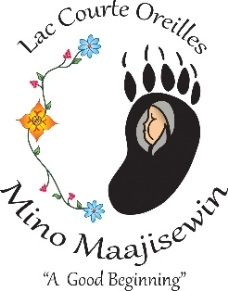 Lac Courte Oreilles
Mino Maajisewin
“A Good Beginning”